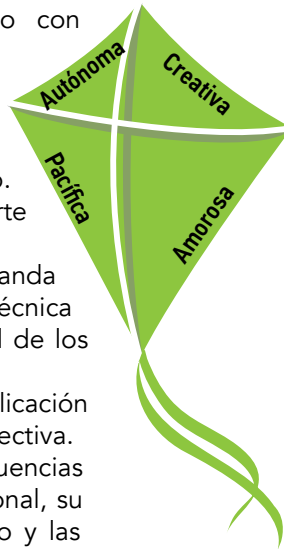 o con
Autónoma
Creativa
Pacífica
Amorosa
o.
rte
anda
écnica
l de los
licación
ectiva.
uencias
onal, su
o y las